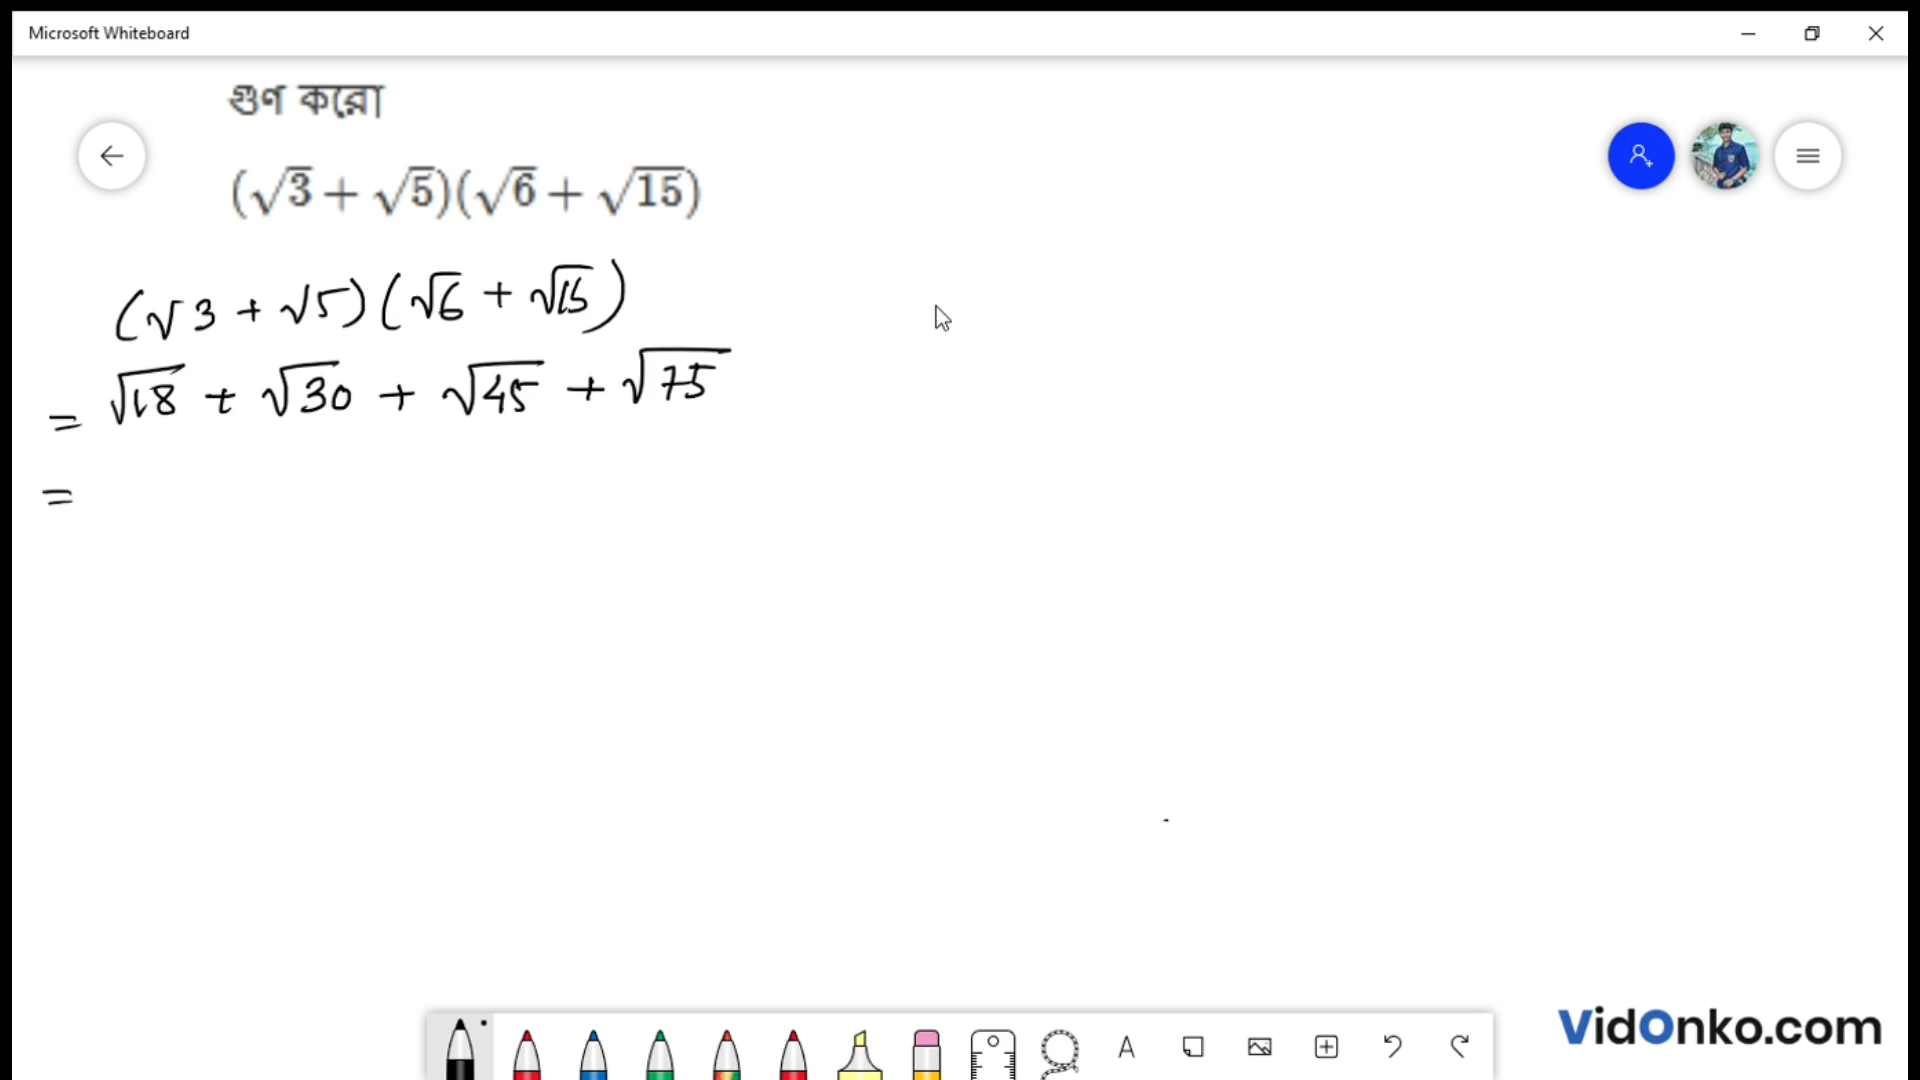 Microsoft Whiteboard
গুণ করো
(√3 + √5)(√6 + √15)
(√3 + √5)(√6 + √15)
= √18 + √30 + √45 + √75
=
A
VidOnko.com